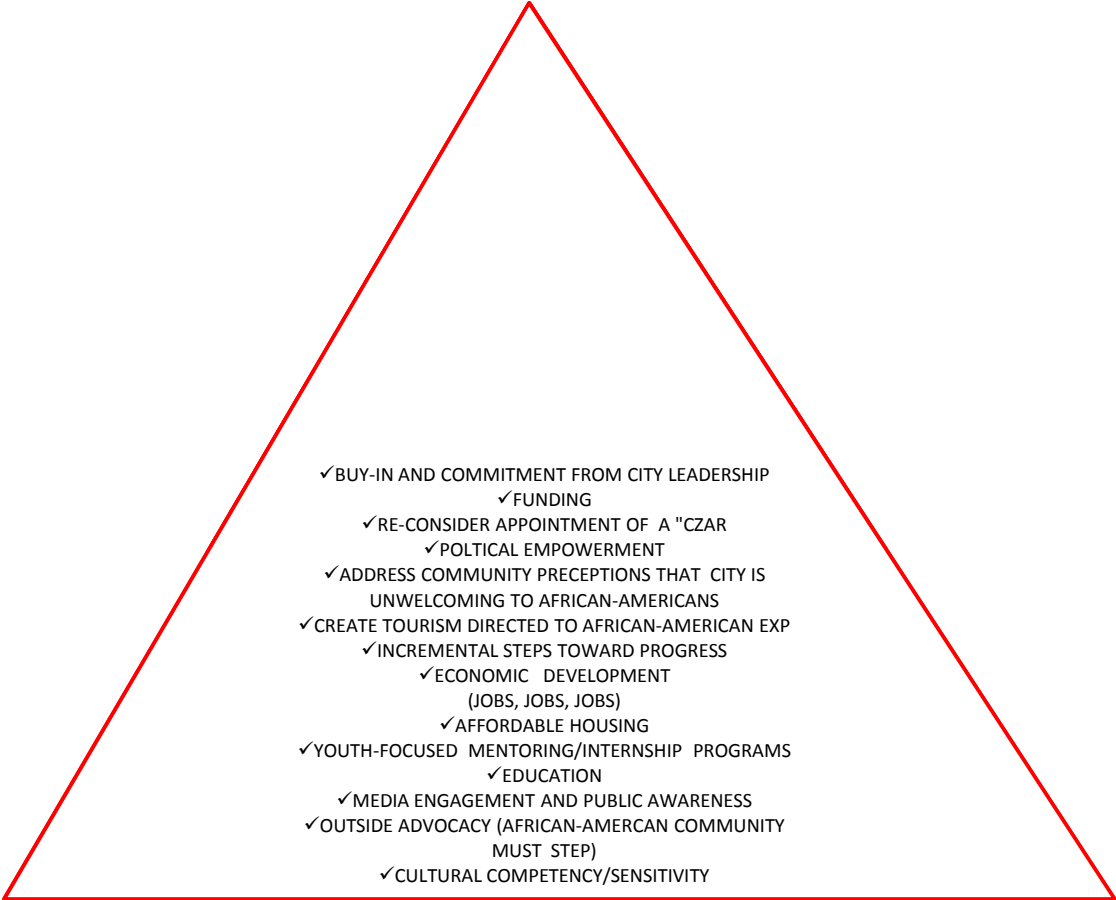 ✓BUY-IN AND COMMITMENT FROM CITY LEADERSHIP
✓FUNDING
✓RE-CONSIDER APPOINTMENT OF A "CZAR
✓POLTICAL EMPOWERMENT
✓ADDRESS COMMUNITY PRECEPTIONS THAT CITY IS
UNWELCOMING TO AFRICAN-AMERICANS
✓CREATE TOURISM DIRECTED TO AFRICAN-AMERICAN EXP
✓INCREMENTAL STEPS TOWARD PROGRESS
✓ECONOMIC DEVELOPMENT
(JOBS, JOBS, JOBS)
✓AFFORDABLE HOUSING
✓YOUTH-FOCUSED MENTORING/INTERNSHIP PROGRAMS
✓EDUCATION
✓MEDIA ENGAGEMENT AND PUBLIC AWARENESS
✓OUTSIDE ADVOCACY (AFRICAN-AMERCAN COMMUNITY
MUST STEP)
✓CULTURAL COMPETENCY/SENSITIVITY